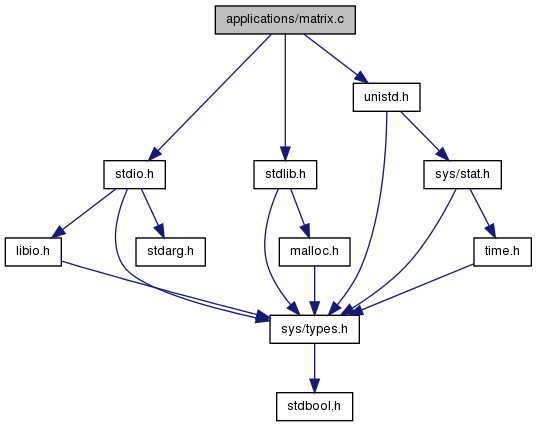 applications/matrix.c
unistd.h
stdio.h
stdlib.h
sys/stat.h
libio.h
stdarg.h
malloc.h
time.h
sys/types.h
stdbool.h